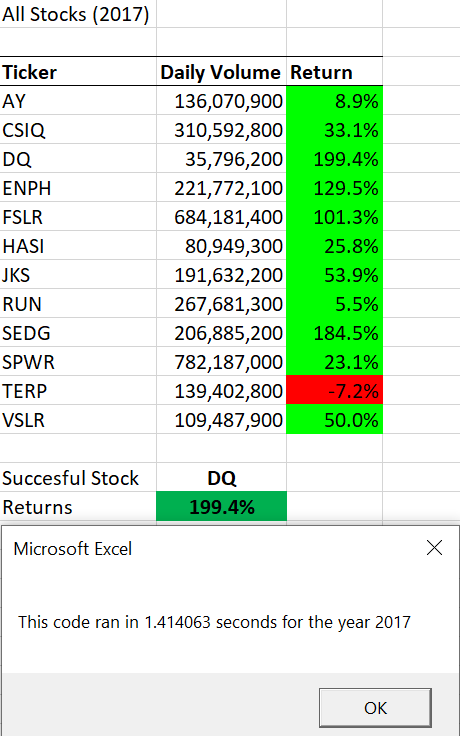 All Stocks (2017)
Ticker Daily Volume Return
AY 136,070,900 8.9%
CSIQ 310,592,800 33.1%
DQ 35,796,200 199.4%
ENPH 221,772,100 129.5%
FSLR 684,181,400 101.3%
HASI 80,949,300 25.8%
JKS 191,632,200 53.9%
RUN 267,681,300 5.5%
SEDG 206,885,200 184.5%
SPWR 782,187,000 23.1%
TERP 139,402,800 -7.2%
VSLR 109,487,900 50.0%
Succesful Stock DQ
Returns 199.4%
Microsoft Excel
This code ran in 1.414063 seconds for the year 2017
OK